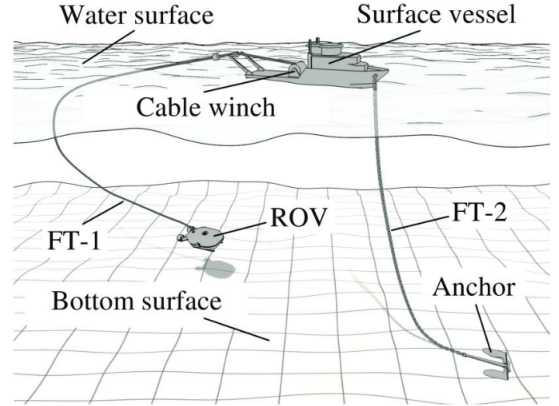 Water surface
Surface vessel
Cable winch
FT-1
ROV
FT-2
Bottom surface
Anchor